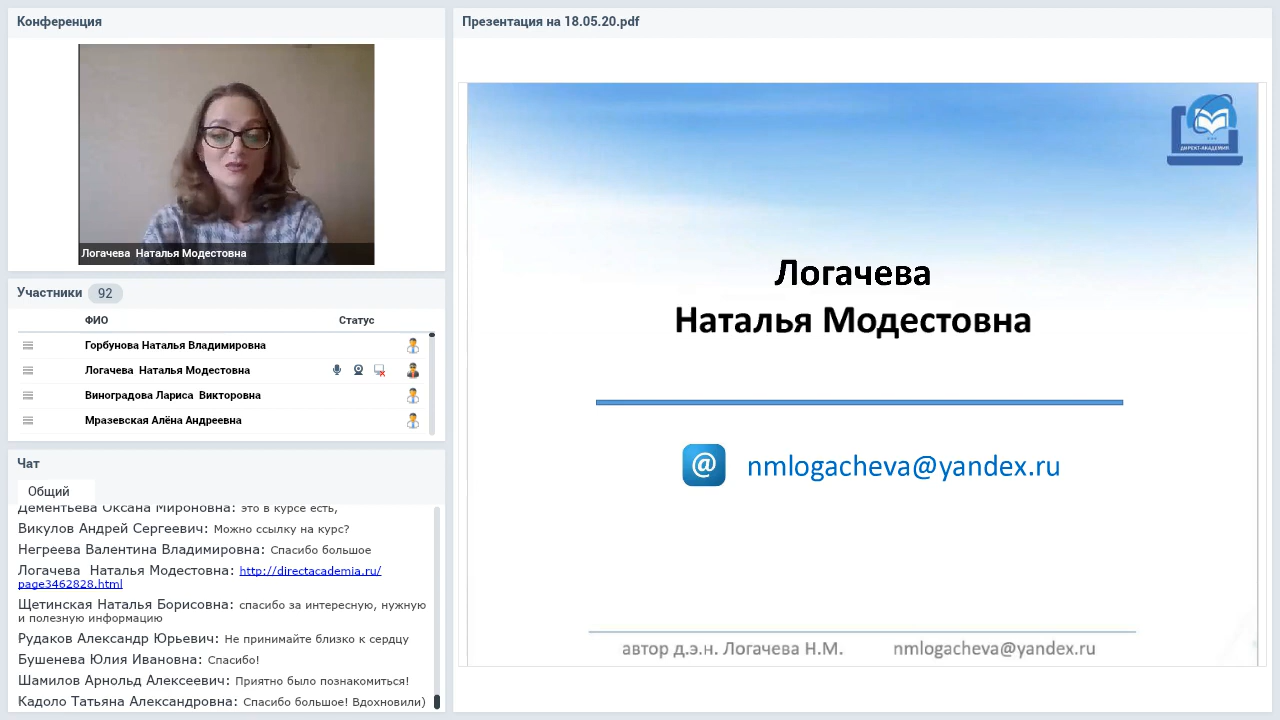 Конференция
Логачева  Наталья Модестовна
Участники 92
ФИО Статус
Горбунова Наталья Владимировна
Логачева  Наталья Модестовна
Виноградова Лариса  Викторовна
Мразевская Алёна Андреевна
Чат
Общий
Дементьева Оксана Мироновна: это в курсе есть,
Викулов Андрей Сергеевич: Можно ссылку на курс?
Негреева Валентина Владимировна: Спасибо большое
Логачева  Наталья Модестовна: http://directacademia.ru/
page3462828.html
Щетинская Наталья Борисовна: спасибо за интересную, нужную
и полезную информацию
Рудаков Александр Юрьевич: Не принимайте близко к сердцу
Бушенева Юлия Ивановна: Спасибо!
Шамилов Арнольд Алексеевич: Приятно было познакомиться!
Кадоло Татьяна Александровна: Спасибо большое! Вдохновили)
Презентация на 18.05.20.pdf
ДИРЕКТ-АКАДЕМИЯ
Логачева
Наталья Модестовна
@ nmlogacheva@yandex.ru
автор д.э.н. Логачева Н.М. nmlogacheva@yandex.ru